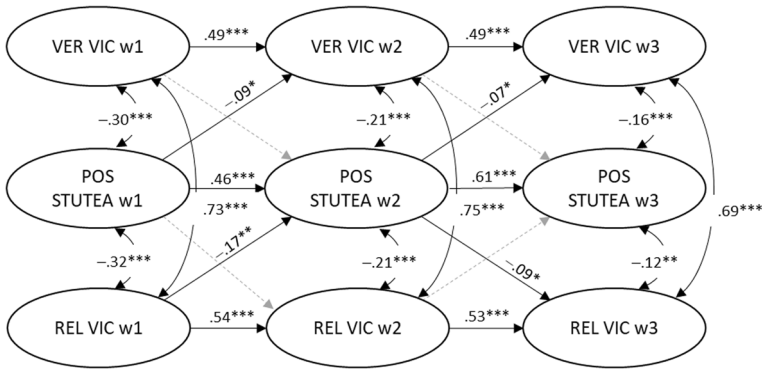 VER VIC w1
.49***
VER VIC w2
.49***
VER VIC w3
–.09*
–.07*
–.30***
–.21***
–.16***
POS
STUTEA w1
.46***
POS
STUTEA w2
.61***
POS
STUTEA w3
.73***
.75***
.69***
–.17**
–.32***
–.21***
–.09*
–.12**
REL VIC w1
.54***
REL VIC w2
.53***
REL VIC w3